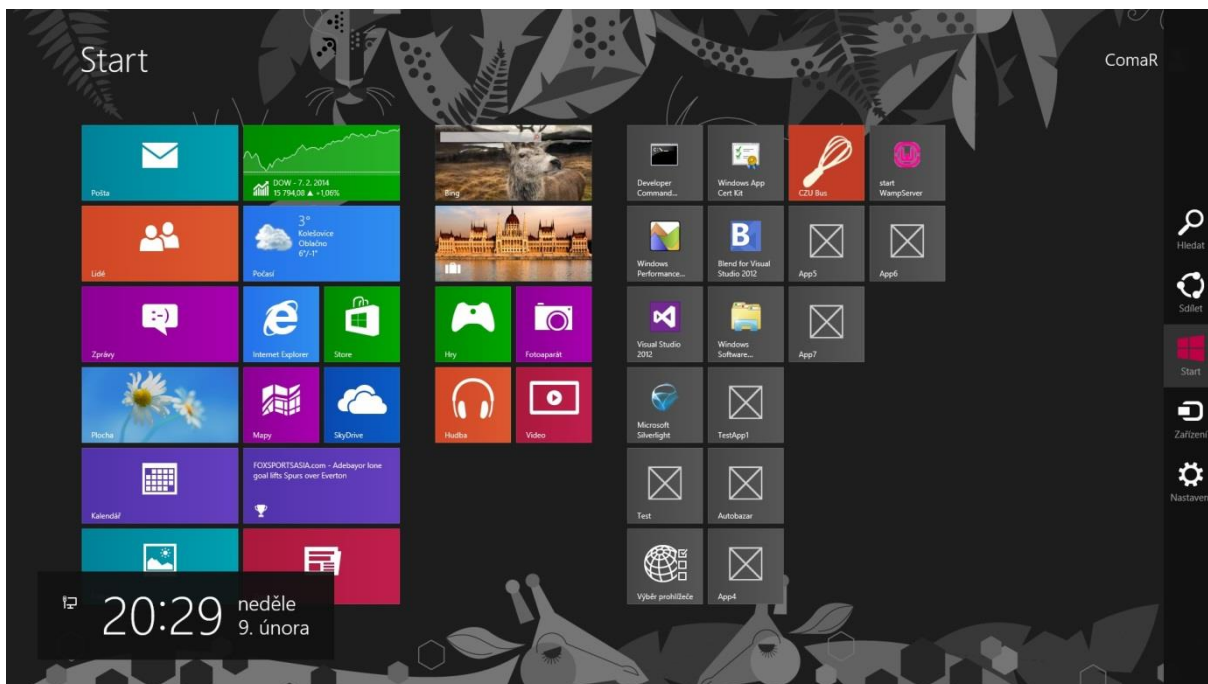 Start
ComaR
Pošta
DOW - 7. 2. 2014
15 794,08 ▲ +1,06%
Bing
Developer
Command...
Windows App
Cert Kit
CZU Bus
start
WampServer
Lidé
3°
Kolešovice
Oblačno
6°/-1°
Počasí
Windows
Performance...
Blend for Visual
Studio 2012
App5
App6
Zprávy
Internet Explorer
Store
Hry
Fotoaparát
Visual Studio
2012
Windows
Software...
App7
Plocha
Mapy
SkyDrive
Hudba
Video
Microsoft
Silverlight
TestApp1
Kalendář
FOXSPORTSASIA.com - Adebayor lone
goal lifts Spurs over Everton
Test
Autobazar
Výběr prohlížeče
App4
20:29
neděle
9. února
Hledat
Sdílet
Start
Zařízení
Nastaven